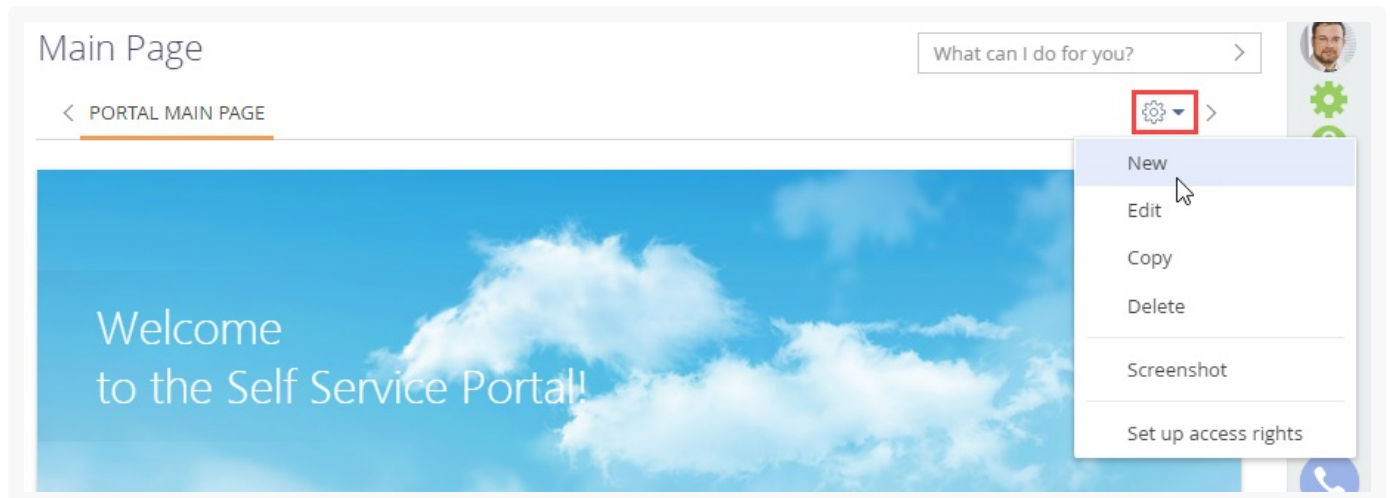 Main Page
What can I do for you?
PORTAL MAIN PAGE
New
Edit
Copy
Delete
Screenshot
Set up access rights
Welcome
to the Self Service Portal!